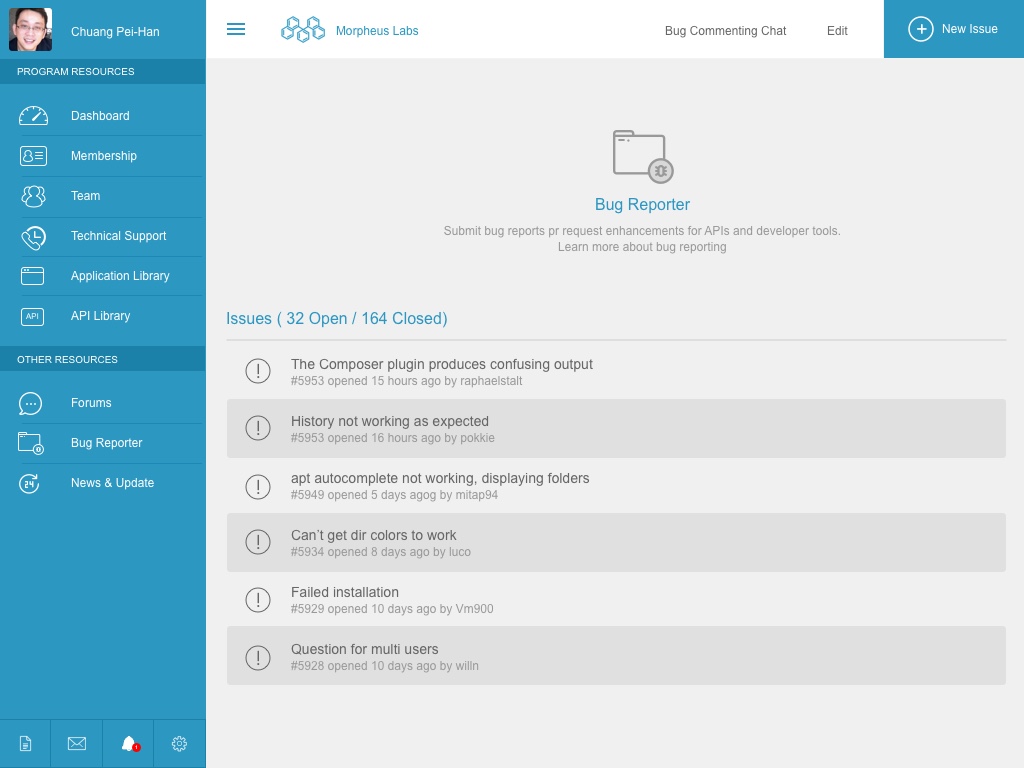 Chuang Pei-Han
PROGRAM RESOURCES
Dashboard
Membership
Team
Technical Support
Application Library
API
API Library
OTHER RESOURCES
Forums
Bug Reporter
24
News & Update
1
Morpheus Labs
Bug Commenting Chat
Edit
New Issue
Bug Reporter
Submit bug reports pr request enhancements for APIs and developer tools.
Learn more about bug reporting
Issues ( 32 Open / 164 Closed)
The Composer plugin produces confusing output
#5953 opened 15 hours ago by raphaelstalt
History not working as expected
#5953 opened 16 hours ago by pokkie
apt autocomplete not working, displaying folders
#5949 opened 5 days agog by mitap94
Can’t get dir colors to work
#5934 opened 8 days ago by luco
Failed installation
#5929 opened 10 days ago by Vm900
Question for multi users
#5928 opened 10 days ago by willn